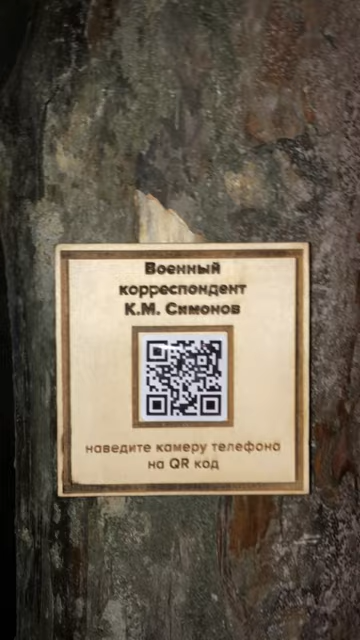 Военный
корреспондент
К.М. Симонов
наведите камеру телефона
на QR код